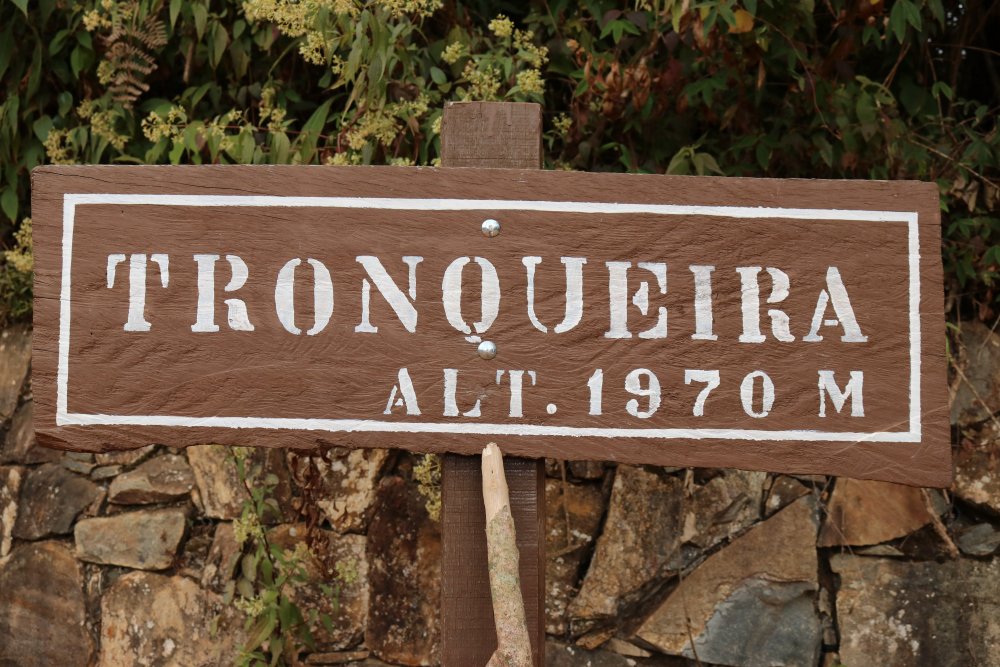 TRONQUEIRA
ALT. 1970 M